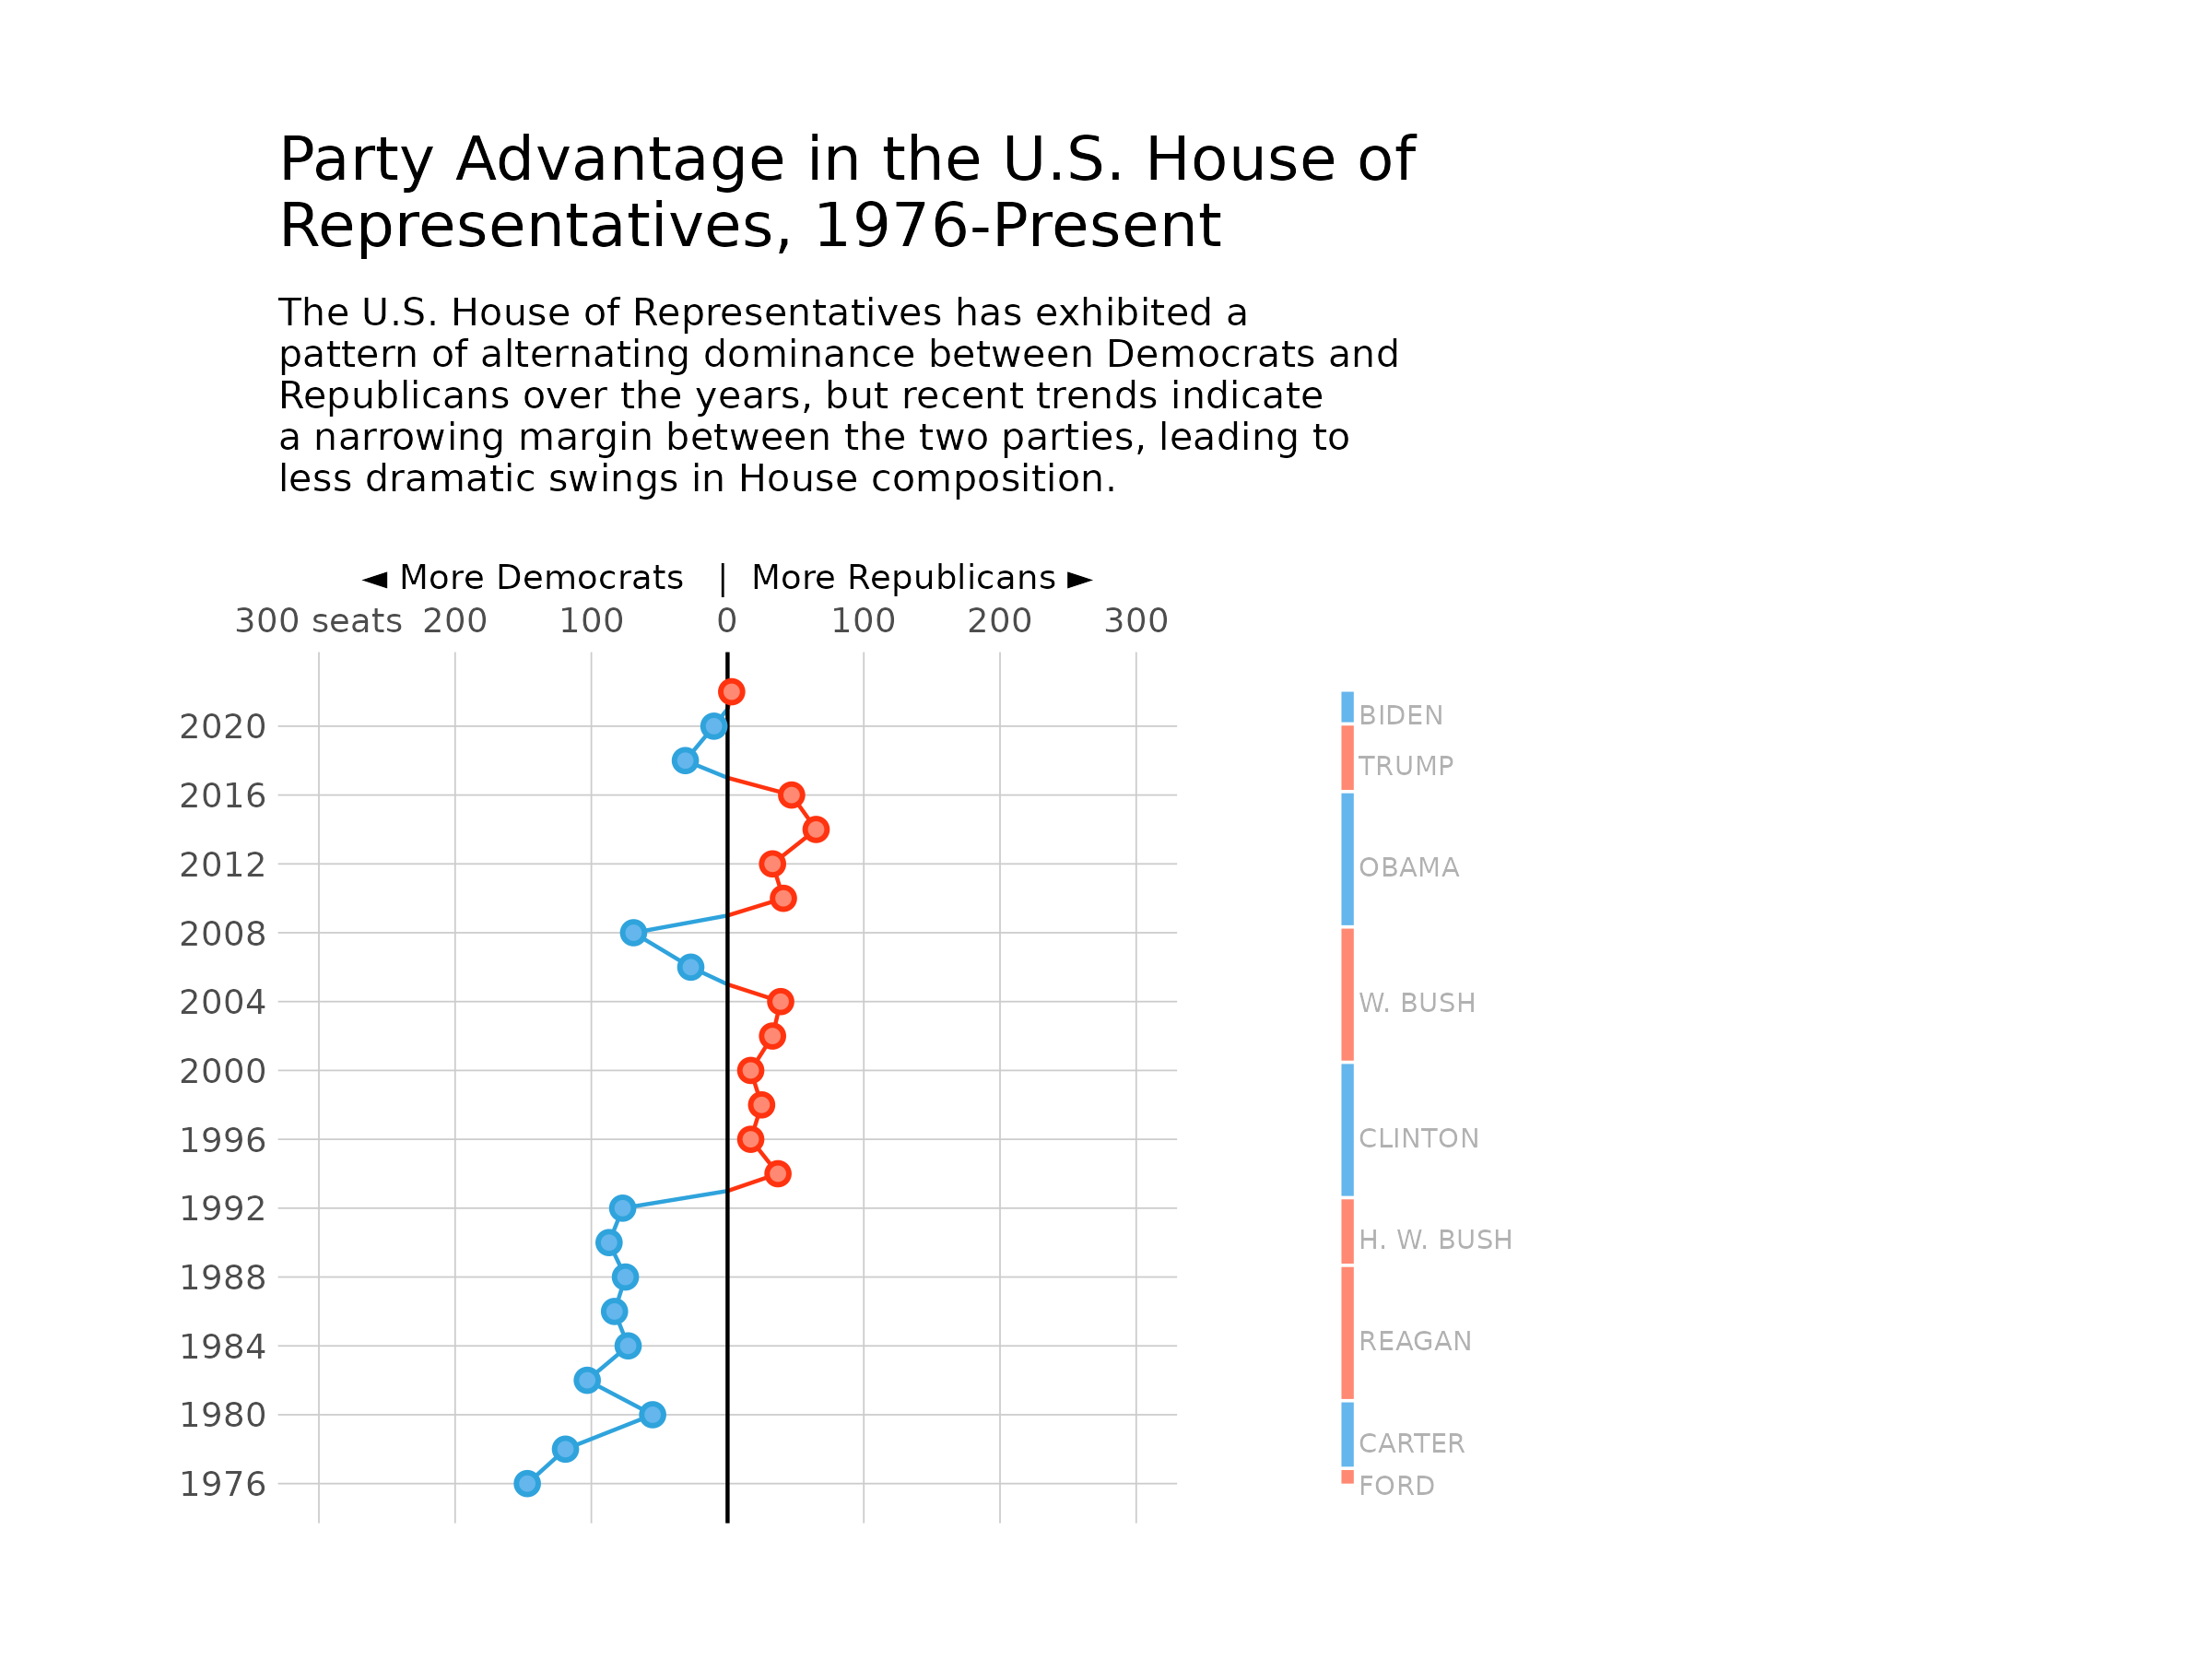 Party Advantage in the U.S. House of
Representatives, 1976-Present
The U.S. House of Representatives has exhibited a
pattern of alternating dominance between Democrats and
Republicans over the years, but recent trends indicate
a narrowing margin between the two parties, leading to
less dramatic swings in House composition.
◄ More Democrats | More Republicans ►
300 seats 200 100 0 100 200 300
BIDEN
2020
TRUMP
2016
2012
OBAMA
2008
2004
W. BUSH
2000
1996
CLINTON
1992
H. W. BUSH
1988
1984
REAGAN
1980
CARTER
1976
FORD